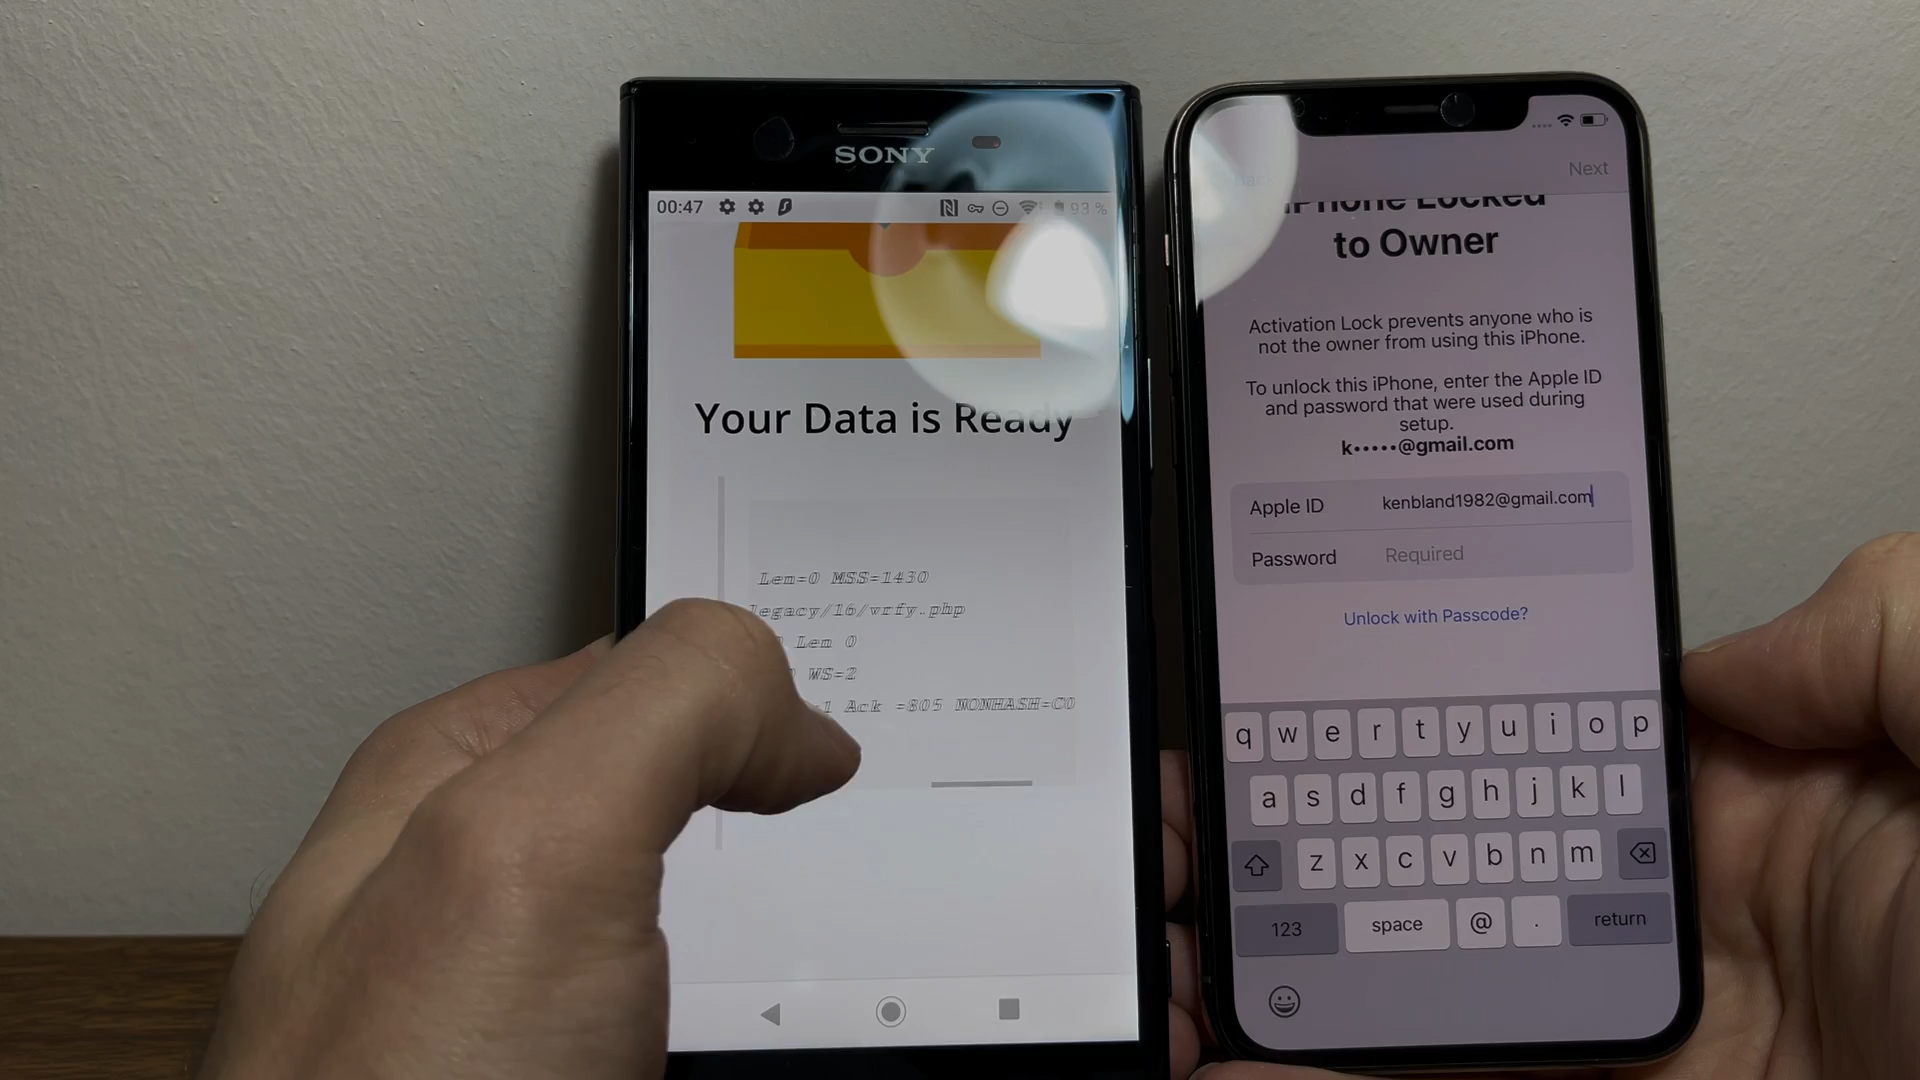 SONY
00:47
93 %
Your Data is Ready
Len=0 MSS=1430
legacy/16/vrfy.php
Len 0
WS=2
Ack =805 MONHASH=C0
Next
iPhone Locked
to Owner
Activation Lock prevents anyone who is
not the owner from using this iPhone.
To unlock this iPhone, enter the Apple ID
and password that were used during
setup.
k•••••@gmail.com
Apple ID kenbland1982@gmail.com
Password Required
Unlock with Passcode?
q w e r t y u i o p
a s d f g h j k l
z x c v b n m
123 space @ . return